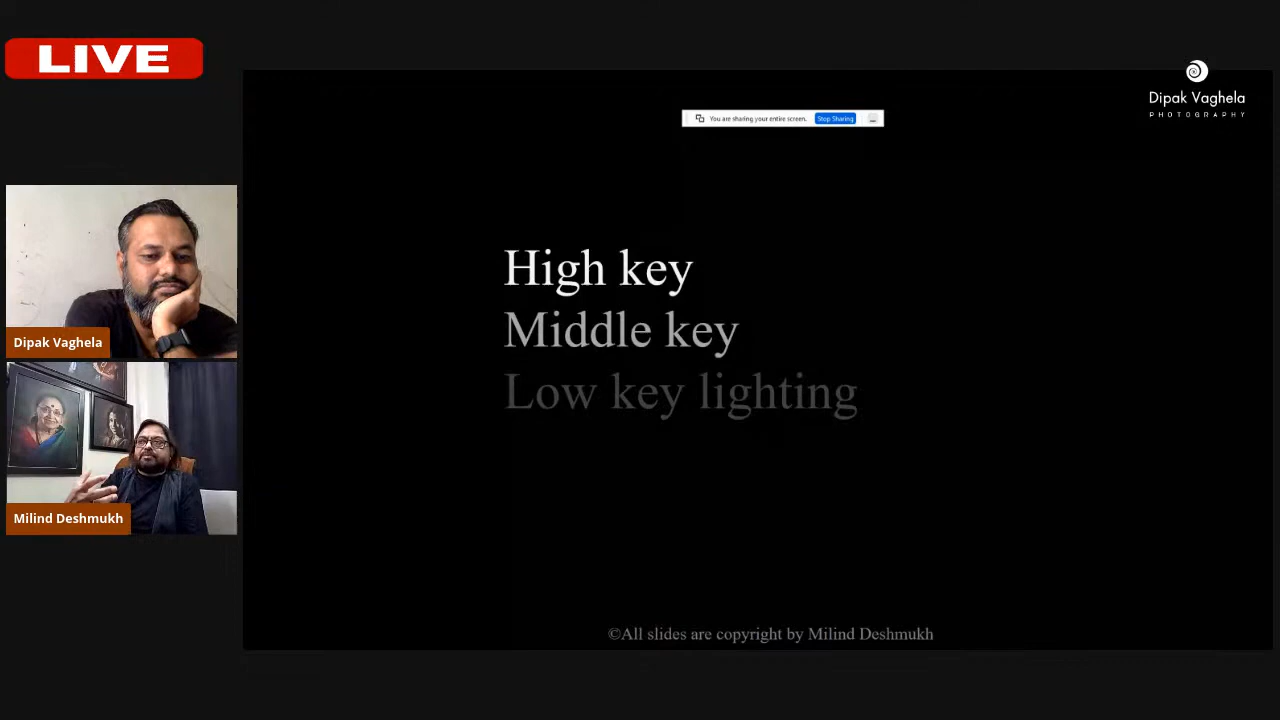 LIVE
Dipak Vaghela
PHOTOGRAPHY
You are sharing your entire screen.
Stop Sharing
High key
Middle key
Low key lighting
Dipak Vaghela
Milind Deshmukh
©All slides are copyright by Milind Deshmukh